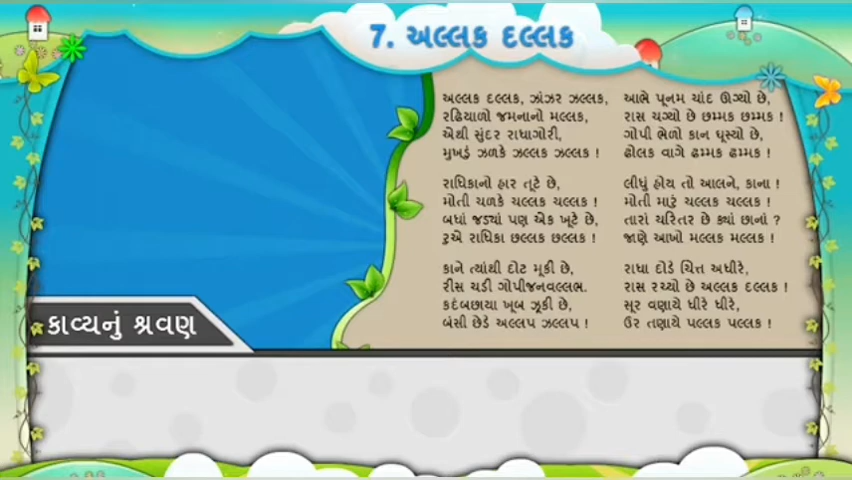 7. અલ્લક દલ્લક
અલ્લક દલ્લક, ઝાંઝર ઝલ્લક,
રઢિયાળો જમનાનો મલ્લક,
એથી સુંદર રાધાગોરી,
મુખડું ઝળકે ઝલ્લક ઝલ્લક !
રાધિકાનો હાર તૂટે છે,
મોતી ચળકે ચલ્લક ચલ્લક !
બધાં જડ્યાં પણ એક ખૂટે છે,
રુએ રાધિકા છલ્લક છલ્લક !
કાને ત્યાંથી દોટ મૂકી છે,
રીસ ચડી ગોપીજનવલ્લભ.
કદંબછાયા ખૂબ ઝૂકી છે,
બંસી છેડે અલ્લપ ઝલ્લપ !
આભે પૂનમ ચાંદ ઊગ્યો છે,
રાસ ચગ્યો છે છમ્મક છમ્મક !
ગોપી ભેળો કાન ઘૂસ્યો છે,
ઢોલક વાગે ઢમ્મક ઢમ્મક !
લીધું હોય તો આલને, કાના !
મોતી મારું ચલ્લક ચલ્લક !
તારાં ચરિતર છે ક્યાં છાનાં ?
જાણે આખો મલ્લક મલ્લક !
રાધા દોડે ચિત્ત અધીરે,
રાસ રચ્યો છે અલ્લક દલ્લક !
સૂર વણાયે ધીરે ધીરે,
ઉર તણાયે પલ્લક પલ્લક !
કાવ્યનું શ્રવણ